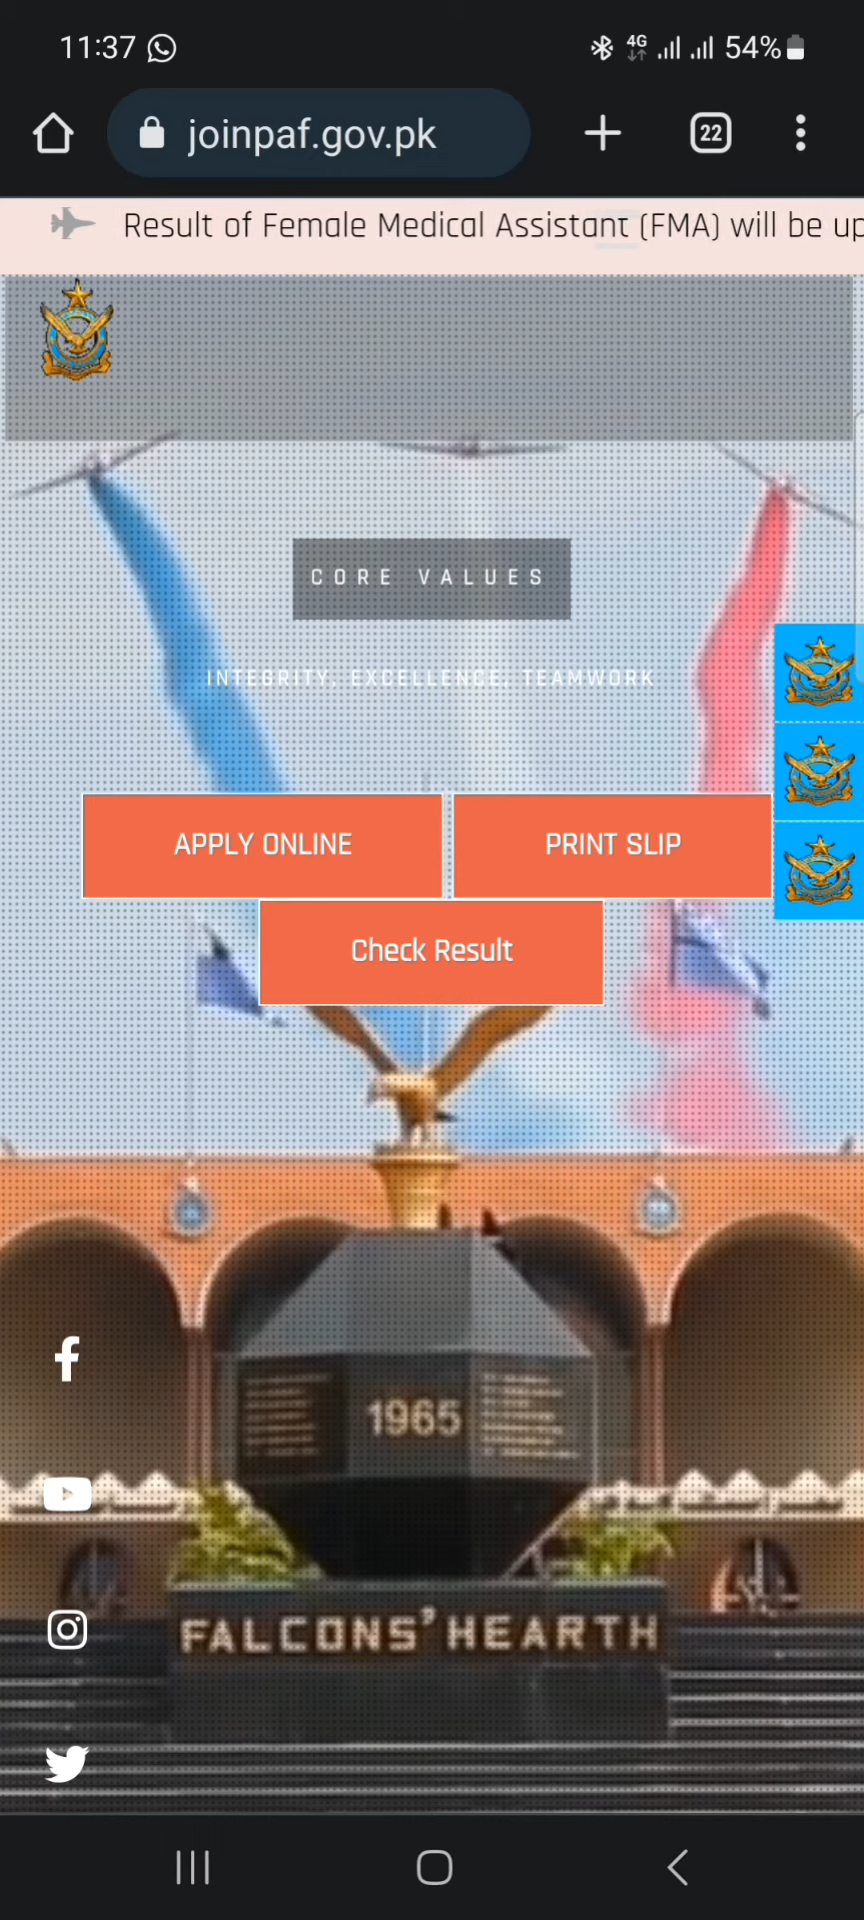 11:37
4G
54%
joinpaf.gov.pk
22
Result of Female Medical Assistant (FMA) will be up
CORE VALUES
INTEGRITY, EXCELLENCE, TEAMWORK
APPLY ONLINE
PRINT SLIP
Check Result
1965
FALCONS' HEARTH